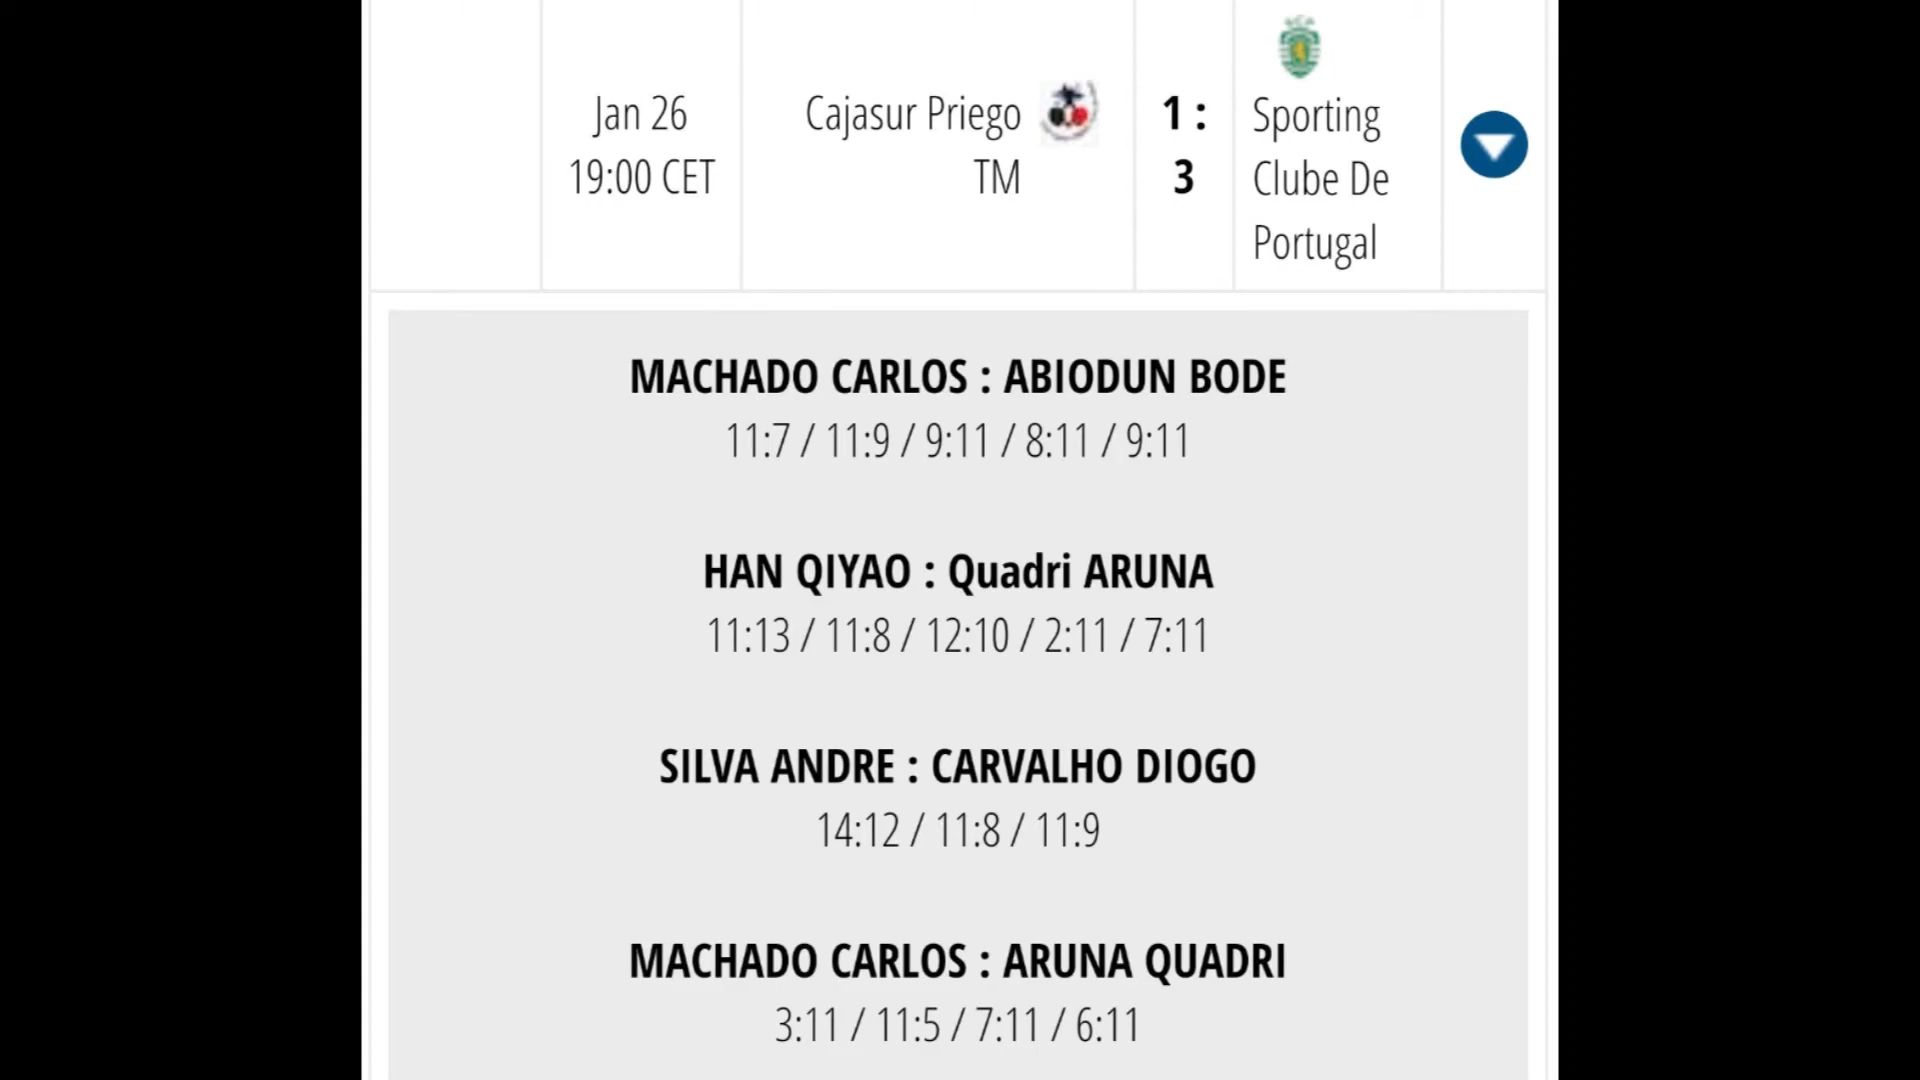 Jan 26
19:00 CET
Cajasur Priego
TM
1 :
3
Sporting
Clube De
Portugal
MACHADO CARLOS : ABIODUN BODE
11:7 / 11:9 / 9:11 / 8:11 / 9:11
HAN QIYAO : Quadri ARUNA
11:13 / 11:8 / 12:10 / 2:11 / 7:11
SILVA ANDRE : CARVALHO DIOGO
14:12 / 11:8 / 11:9
MACHADO CARLOS : ARUNA QUADRI
3:11 / 11:5 / 7:11 / 6:11